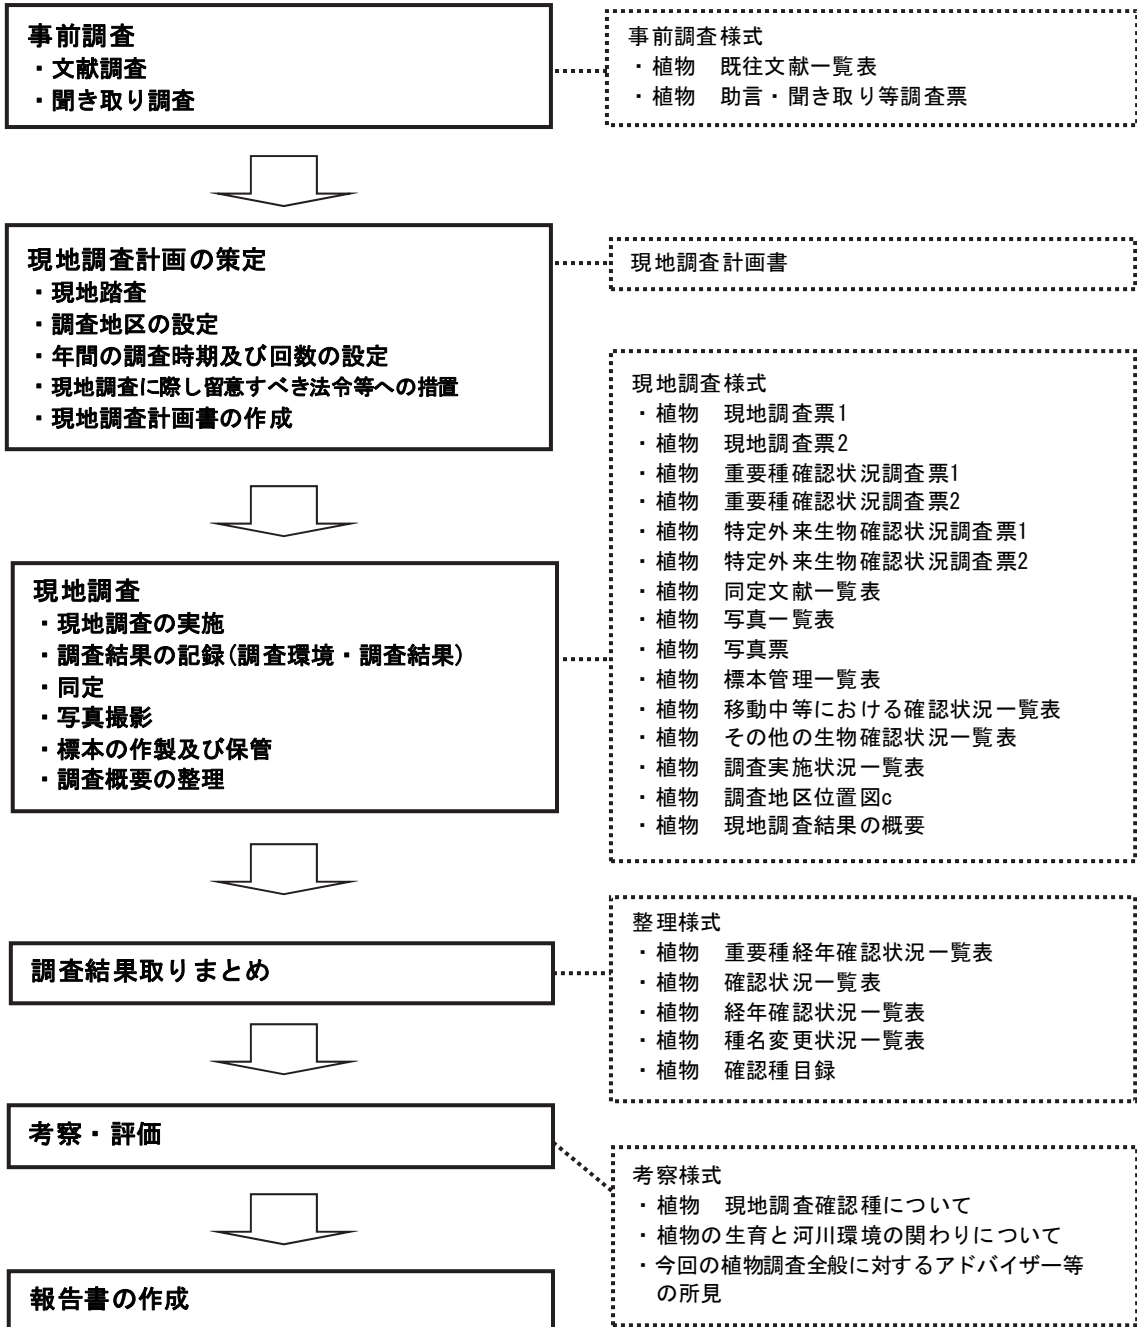 事前調査
・文献調査
・聞き取り調査
事前調査様式
・植物　既往文献一覧表
・植物　助言・聞き取り等調査票
現地調査計画の策定
・現地踏査
・調査地区の設定
・年間の調査時期及び回数の設定
・現地調査に際し留意すべき法令等への措置
・現地調査計画書の作成
現地調査計画書
現地調査
・現地調査の実施
・調査結果の記録(調査環境・調査結果)
・同定
・写真撮影
・標本の作製及び保管
・調査概要の整理
現地調査様式
・植物　現地調査票1
・植物　現地調査票2
・植物　重要種確認状況調査票1
・植物　重要種確認状況調査票2
・植物　特定外来生物確認状況調査票1
・植物　特定外来生物確認状況調査票2
・植物　同定文献一覧表
・植物　写真一覧表
・植物　写真票
・植物　標本管理一覧表
・植物　移動中等における確認状況一覧表
・植物　その他の生物確認状況一覧表
・植物　調査実施状況一覧表
・植物　調査地区位置図c
・植物　現地調査結果の概要
調査結果取りまとめ
整理様式
・植物　重要種経年確認状況一覧表
・植物　確認状況一覧表
・植物　経年確認状況一覧表
・植物　種名変更状況一覧表
・植物　確認種目録
考察・評価
考察様式
・植物　現地調査確認種について
・植物の生育と河川環境の関わりについて
・今回の植物調査全般に対するアドバイザー等
の所見
報告書の作成